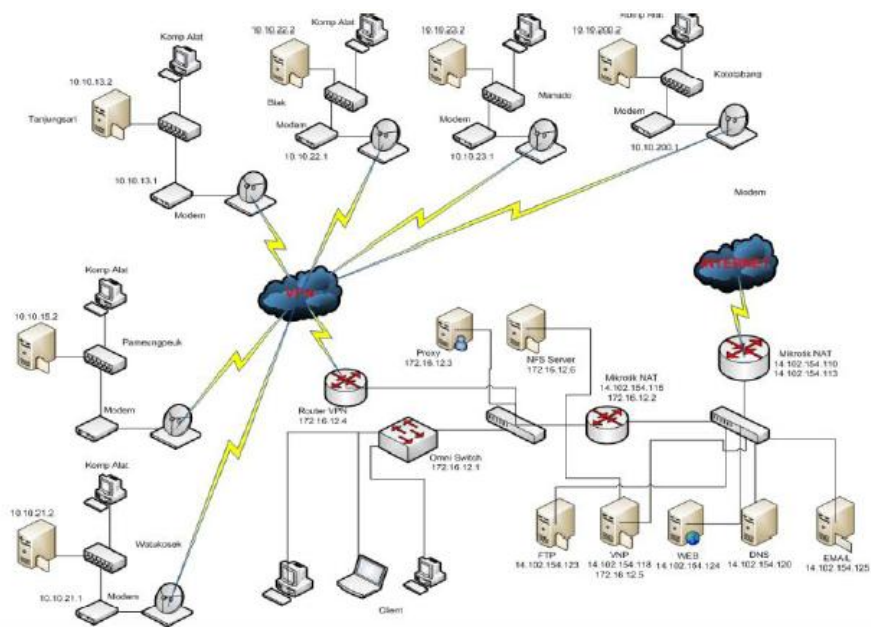 Komp Alat
10.10.13.2
Tanjungsari
10.10.13.1
Modem
10.10.22.2
Komp Alat
Biak
Modem
10.10.22.1
10.10.23.2
Komp Alat
Manado
Modem
10.10.23.1
10.10.200.2
Komp Alat
Kototabang
Modem
10.10.200.1
Modem
INTERNET
VPN
Komp Alat
10.10.15.2
Pameungpeuk
Modem
Proxy
172.16.12.3
NFS Server
172.16.12.6
Mikrotik NAT
14.102.154.110
14.102.154.113
Mikrotik NAT
14.102.154.115
172.16.12.2
Router VPN
172.16.12.4
Omni Switch
172.16.12.1
Komp Alat
10.10.21.2
Watukosek
10.10.21.1
Modem
Client
FTP
14.102.154.123
VNP
14.102.154.118
172.16.12.5
WEB
14.102.154.124
DNS
14.102.154.120
EMAIL
14.102.154.125